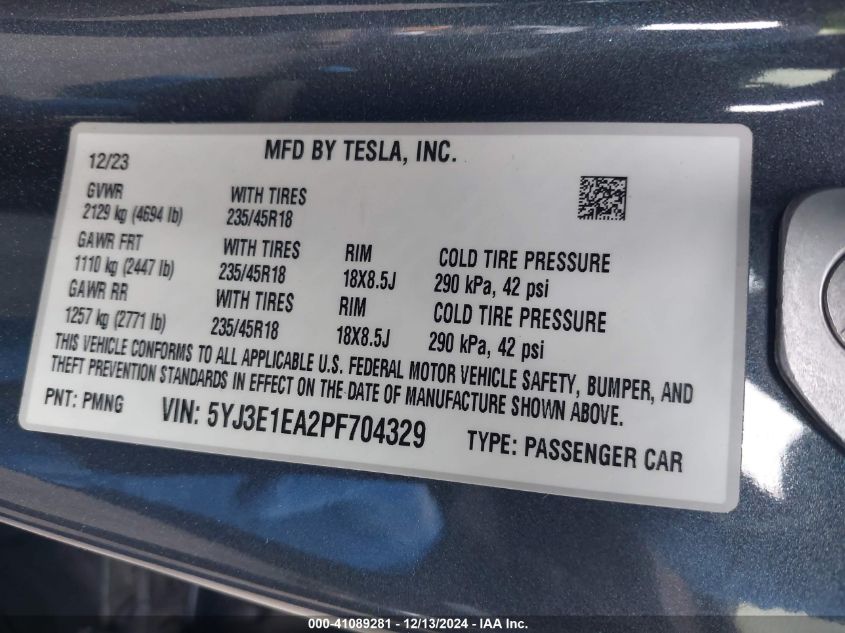 MFD BY TESLA, INC.
12/23
GVWR WITH TIRES
2129 kg (4694 lb) 235/45R18
GAWR FRT WITH TIRES RIM COLD TIRE PRESSURE
1110 kg (2447 lb) 235/45R18 18X8.5J 290 kPa, 42 psi
GAWR RR WITH TIRES RIM COLD TIRE PRESSURE
1257 kg (2771 lb) 235/45R18 18X8.5J 290 kPa, 42 psi
THIS VEHICLE CONFORMS TO ALL APPLICABLE U.S. FEDERAL MOTOR VEHICLE SAFETY, BUMPER, AND
THEFT PREVENTION STANDARDS IN EFFECT ON THE DATE OF MANUFACTURE SHOWN ABOVE.
PNT: PMNG VIN: 5YJ3E1EA2PF704329 TYPE: PASSENGER CAR
109 - 41089281 - 12/13/2024 - IAAI.com